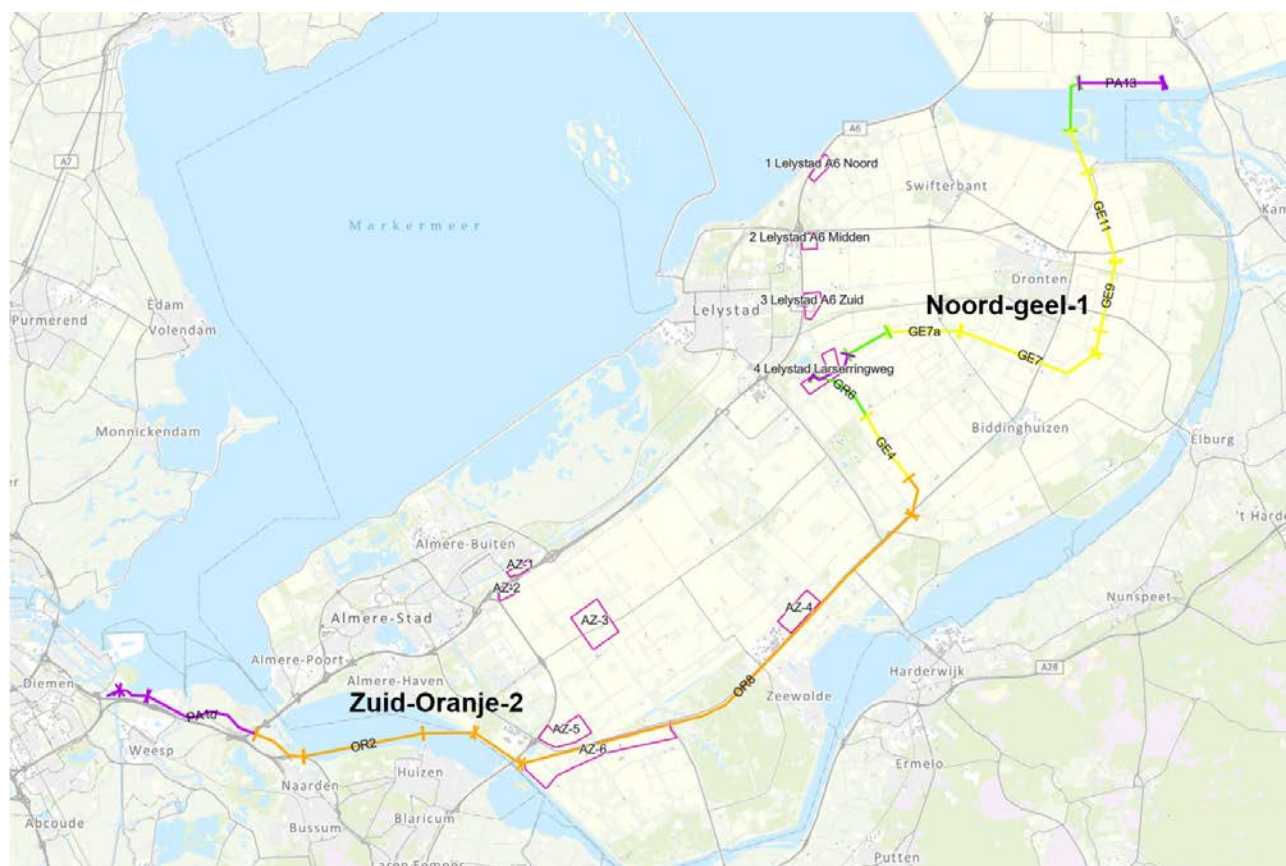 PA13
A6
A7
1 Lelystad A6 Noord
Swifterbant
GE11
Markermeer
2 Lelystad A6 Midden
Dronten
GE9
3 Lelystad A6 Zuid
Edam
Volendam
Purmerend
Lelystad
Noord-geel-1
GE7a
GE7
4 Lelystad Larserringweg
GR6
Monnickendam
Biddinghuizen
Elburg
GE4
't Harde
Almere-Buiten
AZ-1
AZ-2
AZ-3
AZ-4
Nunspeet
Almere-Stad
Almere-Poort
Harderwijk
A28
Diemen
Almere-Haven
Zuid-Oranje-2
OR8
Zeewolde
PA10
Weesp
AZ-5
OR2
AZ-6
Huizen
Naarden
Ermelo
Blaricum
Bussum
Abcoude
Putten